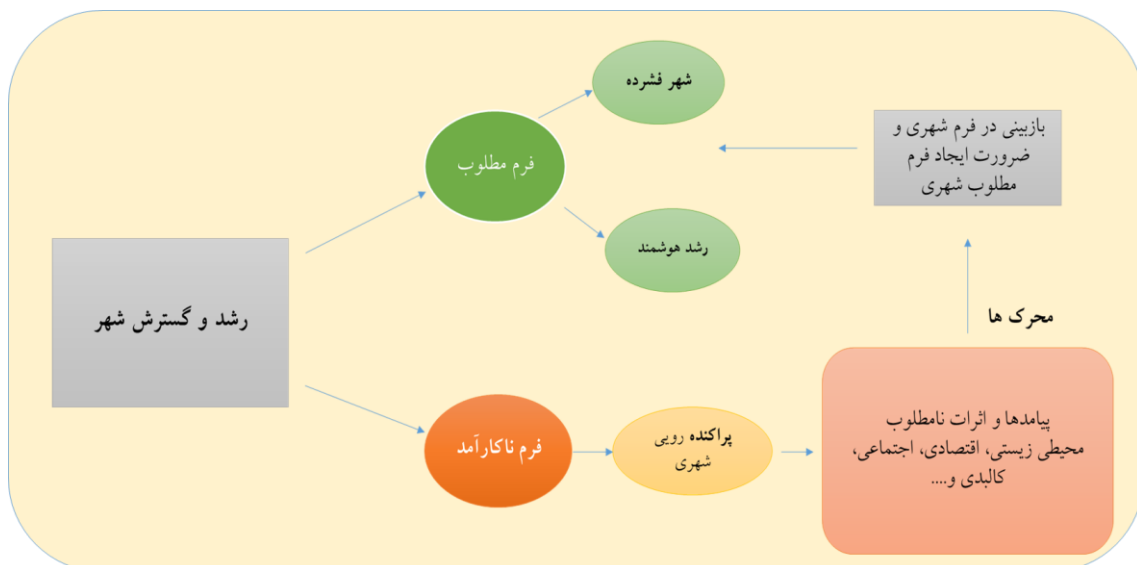 شهر فشرده
بازبینی در فرم شهری و
ضرورت ایجاد فرم
مطلوب شهری
فرم مطلوب
رشد هوشمند
رشد و گسترش شهر
محرک ها
پیامدها و اثرات نامطلوب
محیطی زیستی، اقتصادی، اجتماعی،
کالبدی و....
پراکنده رویی
شهری
فرم ناکارآمد